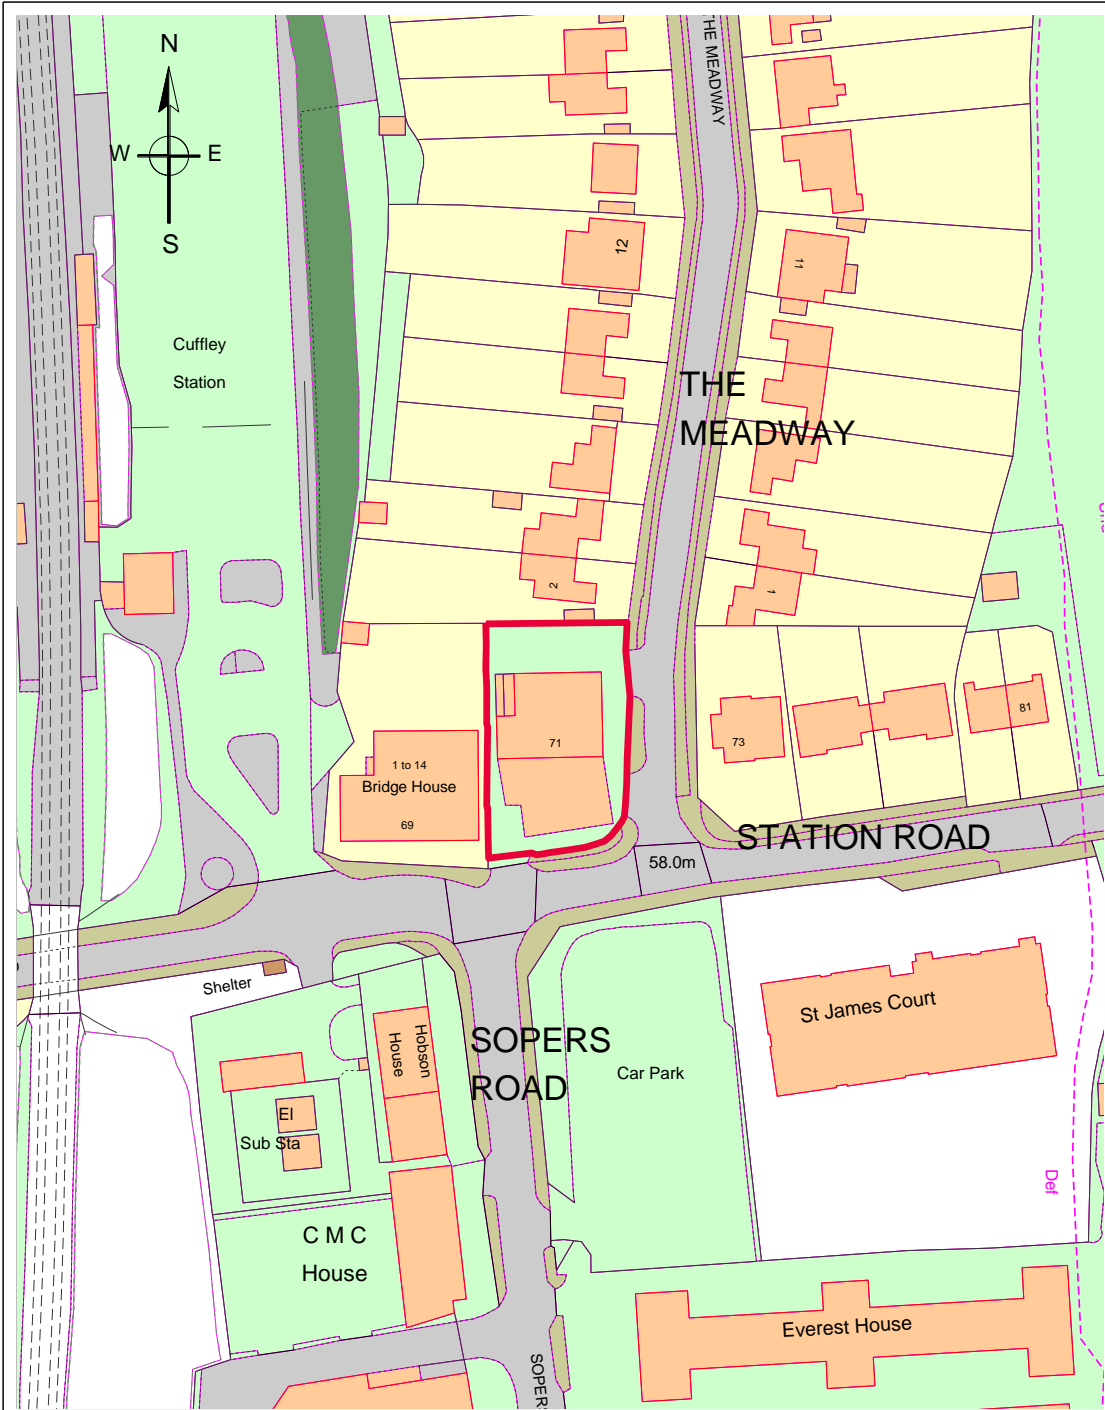 N
W E
S
THE MEADWAY
12
11
Cuffley
Station
THE
MEADWAY
2
1
71
73
81
1 to 14
Bridge House
69
STATION ROAD
58.0m
Shelter
St James Court
Hobson
House
SOPERS
ROAD
Car Park
El
Sub Sta
Def
C M C
House
Everest House
SOPERS